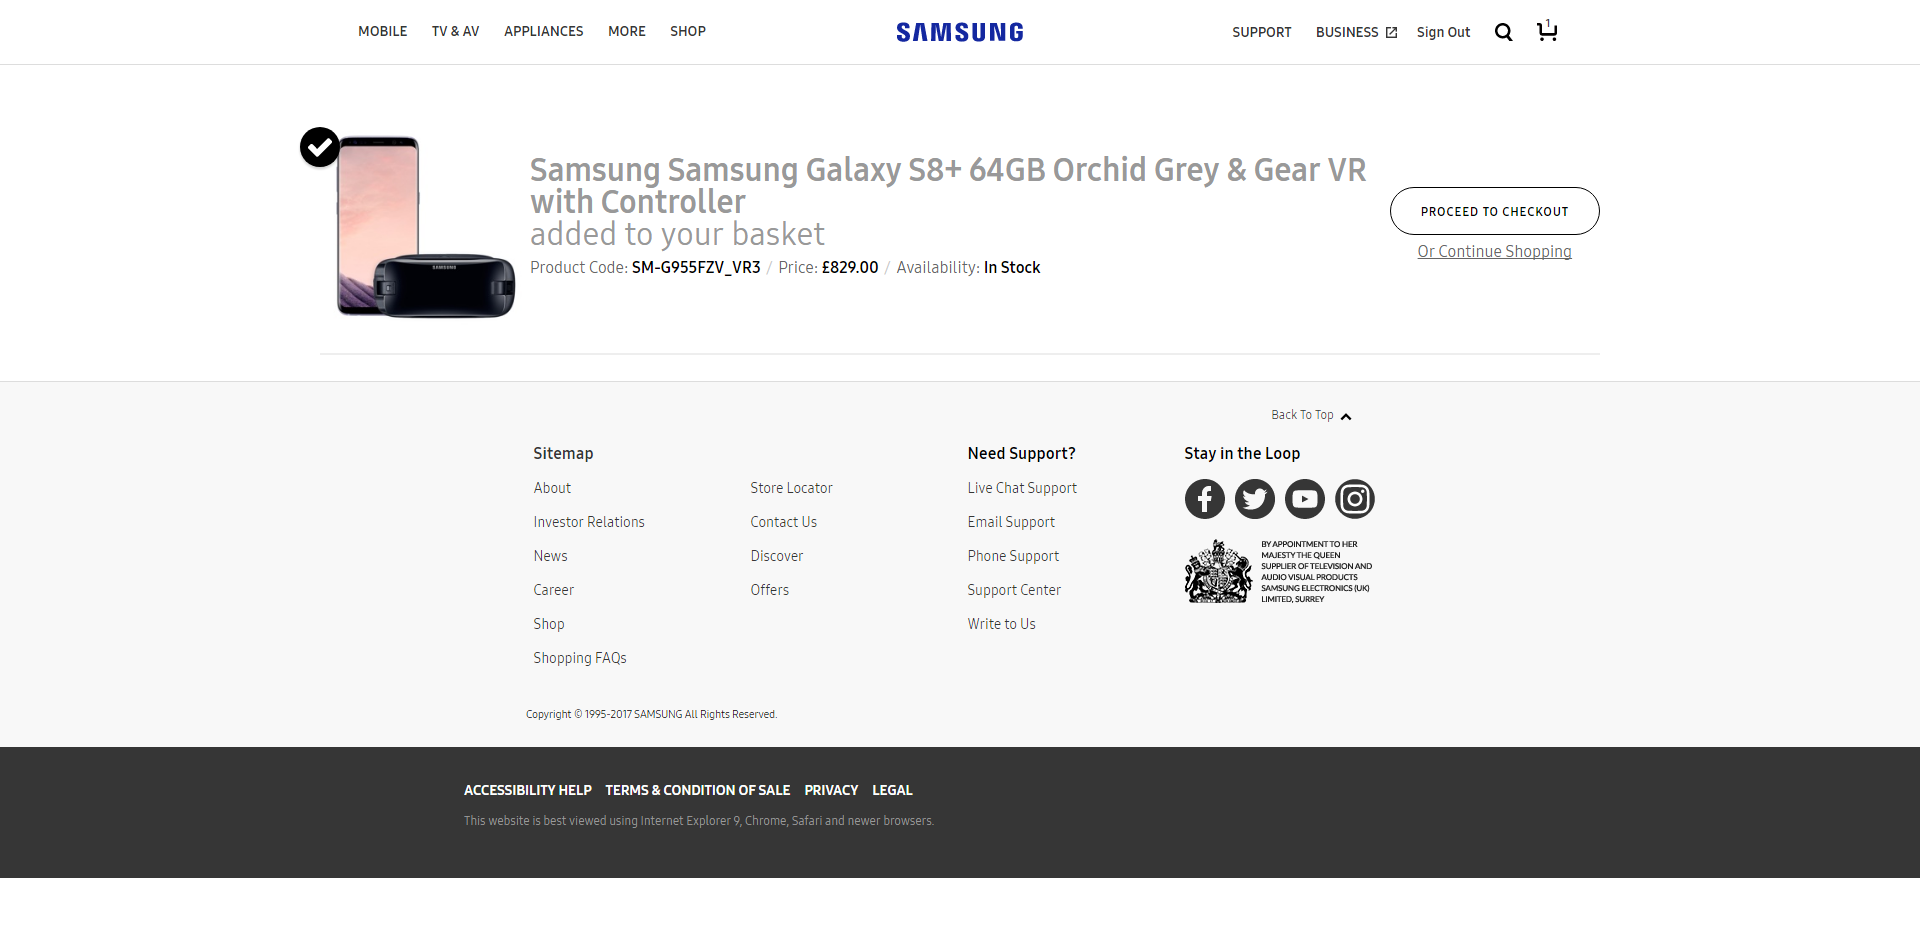 MOBILE TV & AV APPLIANCES MORE SHOP SAMSUNG SUPPORT BUSINESS Sign Out 1
Samsung Samsung Galaxy S8+ 64GB Orchid Grey & Gear VR
with Controller
added to your basket
Product Code: SM-G955FZV_VR3 / Price: £829.00 / Availability: In Stock
SAMSUNG
PROCEED TO CHECKOUT
Or Continue Shopping
Back To Top
Sitemap
About
Investor Relations
News
Career
Shop
Shopping FAQs
Store Locator
Contact Us
Discover
Offers
Need Support?
Live Chat Support
Email Support
Phone Support
Support Center
Write to Us
Stay in the Loop
BY APPOINTMENT TO HER
MAJESTY THE QUEEN
SUPPLIER OF TELEVISION AND
AUDIO VISUAL PRODUCTS
SAMSUNG ELECTRONICS (UK)
LIMITED, SURREY
Copyright © 1995-2017 SAMSUNG All Rights Reserved.
ACCESSIBILITY HELP TERMS & CONDITION OF SALE PRIVACY LEGAL
This website is best viewed using Internet Explorer 9, Chrome, Safari and newer browsers.